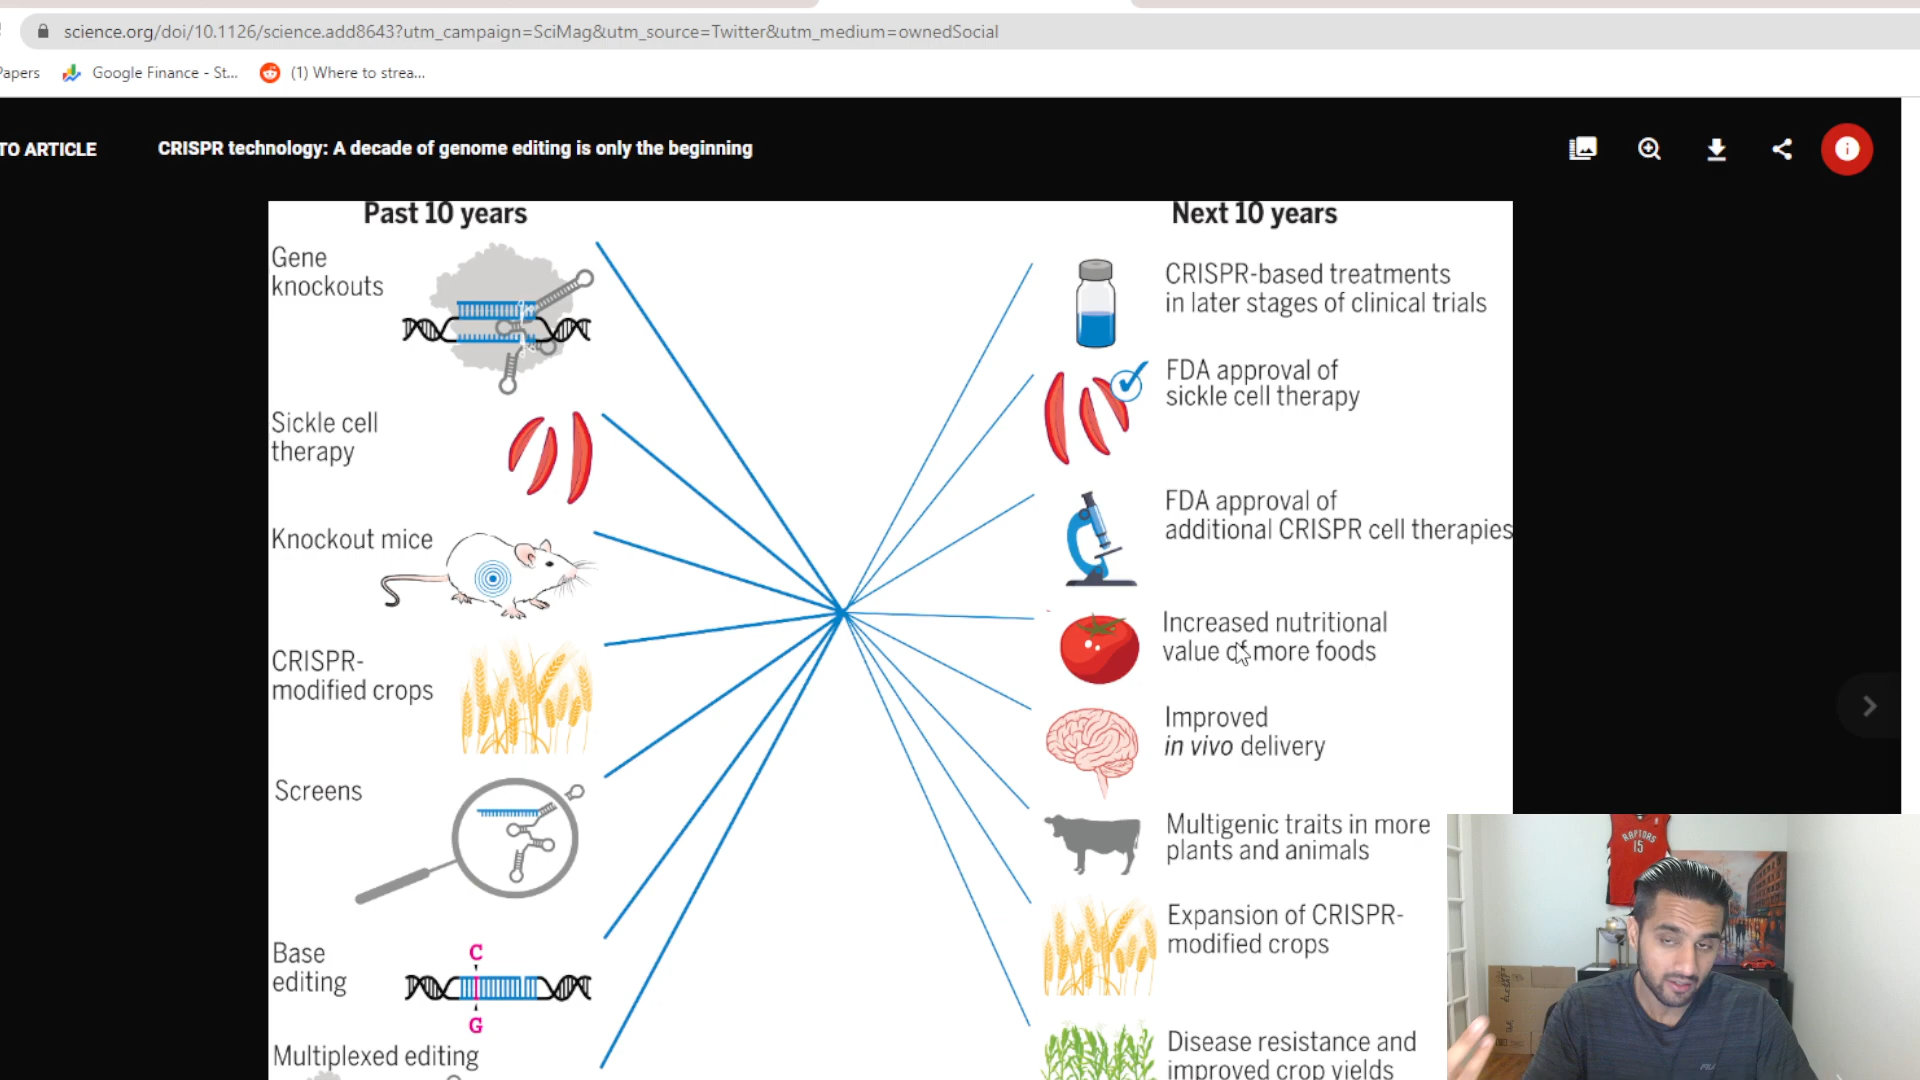 science.org/doi/10.1126/science.add8643?utm_campaign=SciMag&utm_source=Twitter&utm_medium=ownedSocial
Papers
Google Finance - St...
(1) Where to strea...
TO ARTICLE
CRISPR technology: A decade of genome editing is only the beginning
Past 10 years
Gene
knockouts
Sickle cell
therapy
Knockout mice
CRISPR-
modified crops
Screens
Base
editing
C
G
Multiplexed editing
Next 10 years
CRISPR-based treatments
in later stages of clinical trials
FDA approval of
sickle cell therapy
FDA approval of
additional CRISPR cell therapies
Increased nutritional
value of more foods
Improved
in vivo delivery
Multigenic traits in more
plants and animals
Expansion of CRISPR-
modified crops
Disease resistance and
improved crop yields
RAPTORS
15